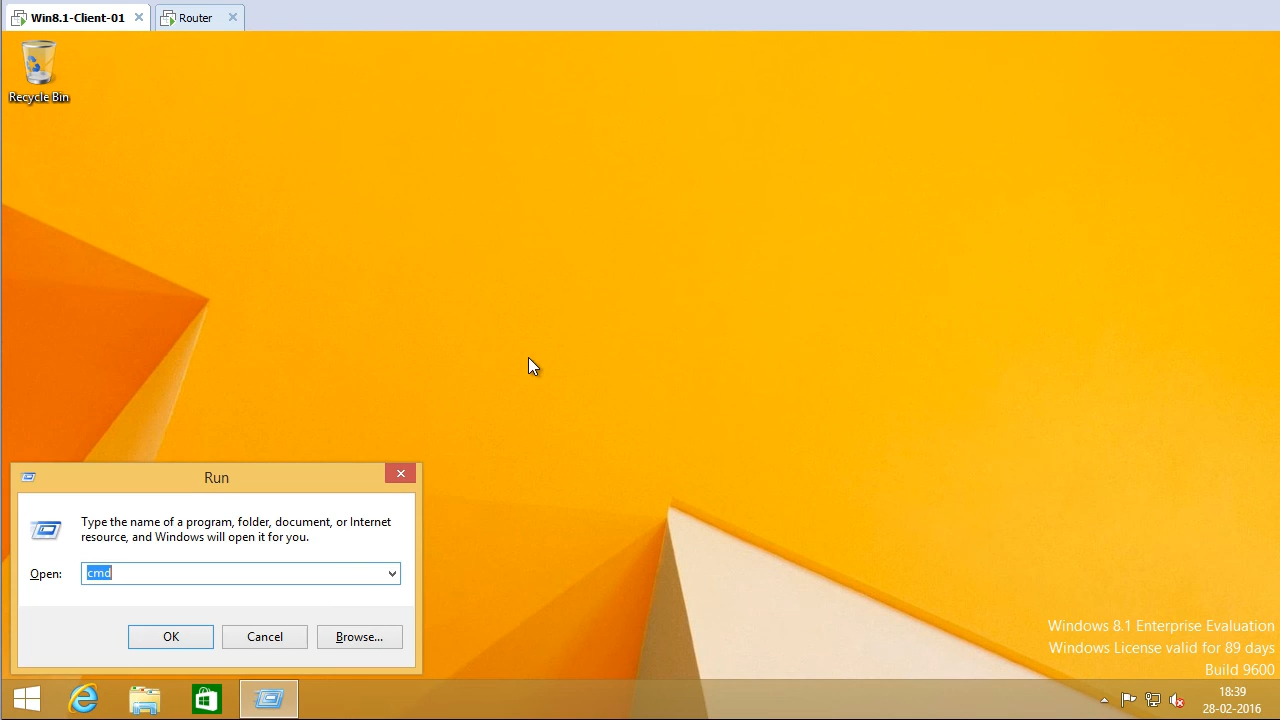 Win8.1-Client-01
Router
Recycle Bin
Run
Type the name of a program, folder, document, or Internet
resource, and Windows will open it for you.
Open:
cmd
OK
Cancel
Browse...
Windows 8.1 Enterprise Evaluation
Windows License valid for 89 days
Build 9600
18:39
28-02-2016